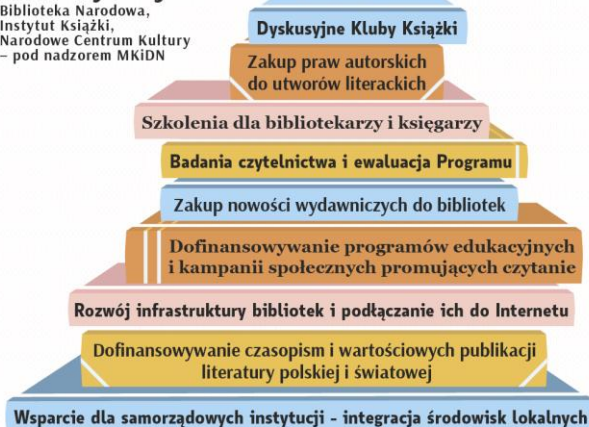 Biblioteka Narodowa,
Instytut Książki,
Narodowe Centrum Kultury
– pod nadzorem MKiDN
Dyskusyjne Kluby Książki
Zakup praw autorskich
do utworów literackich
Szkolenia dla bibliotekarzy i księgarzy
Badania czytelnictwa i ewaluacja Programu
Zakup nowości wydawniczych do bibliotek
Dofinansowywanie programów edukacyjnych
i kampanii społecznych promujących czytanie
Rozwój infrastruktury bibliotek i podłączanie ich do Internetu
Dofinansowywanie czasopism i wartościowych publikacji
literatury polskiej i światowej
Wsparcie dla samorządowych instytucji - integracja środowisk lokalnych